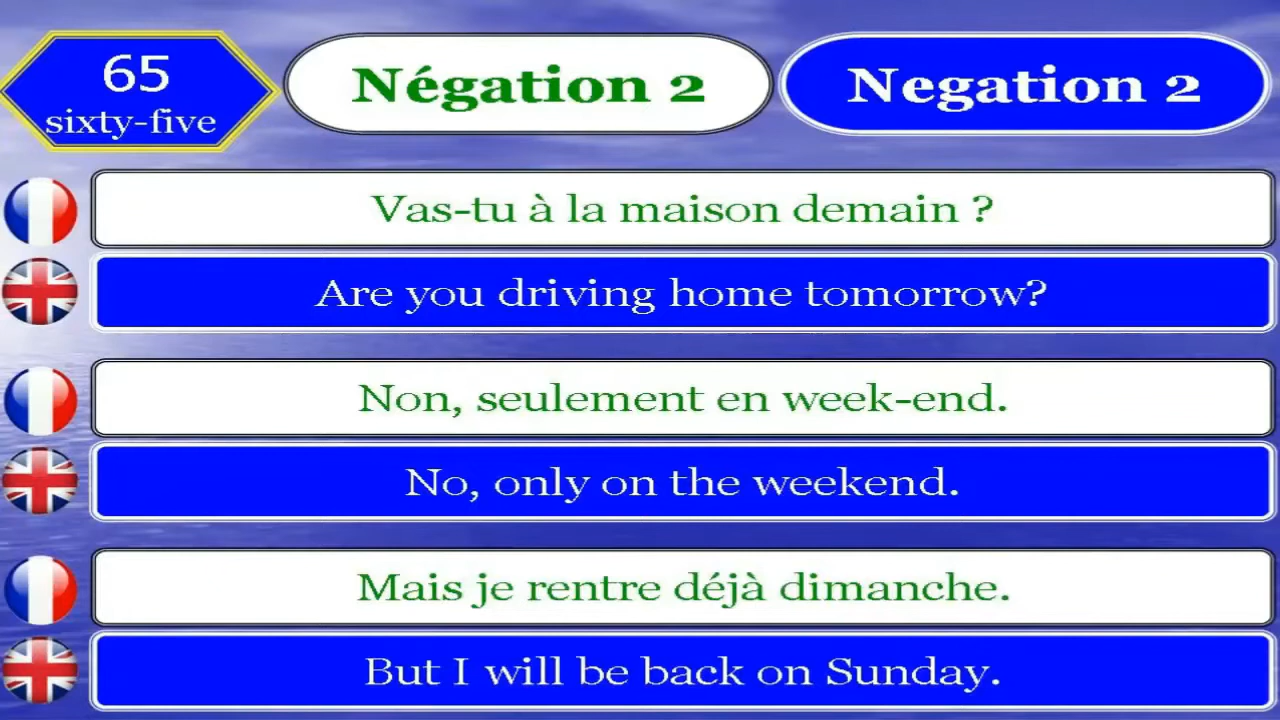 65
sixty-five
Négation 2
Negation 2
Vas-tu à la maison demain ?
Are you driving home tomorrow?
Non, seulement en week-end.
No, only on the weekend.
Mais je rentre déjà dimanche.
But I will be back on Sunday.